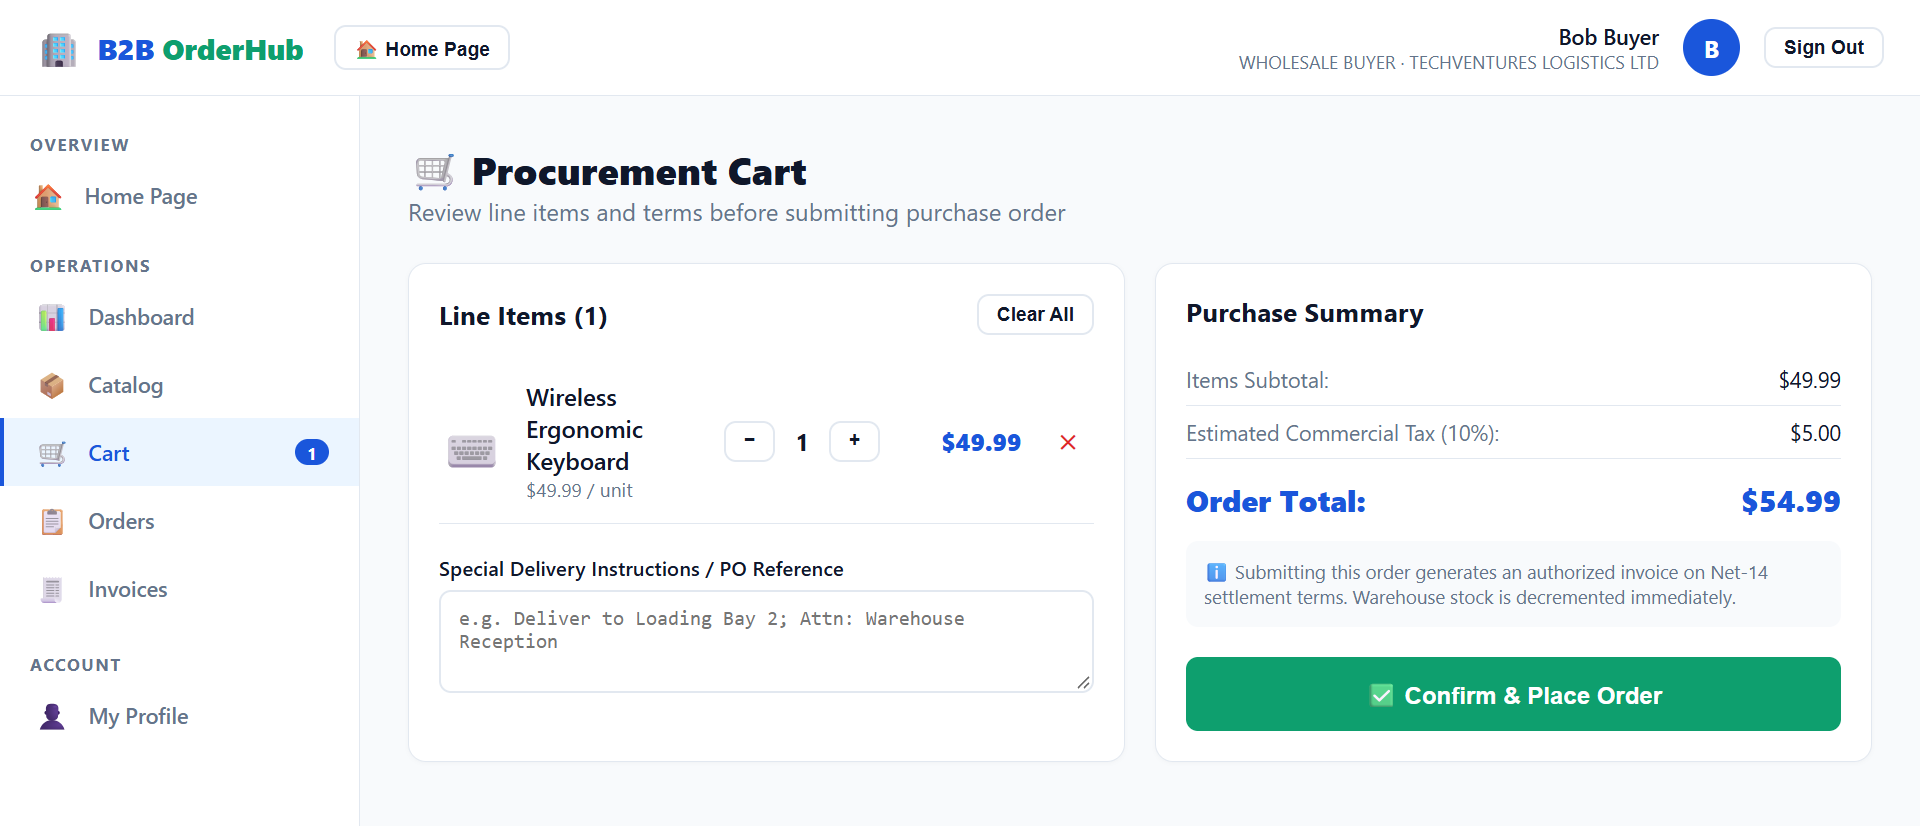 B2B OrderHub
Home Page
Bob Buyer
WHOLESALE BUYER · TECHVENTURES LOGISTICS LTD
B
Sign Out
OVERVIEW
Home Page
OPERATIONS
Dashboard
Catalog
Cart
1
Orders
Invoices
ACCOUNT
My Profile
Procurement Cart
Review line items and terms before submitting purchase order
Line Items (1)
Clear All
Wireless
Ergonomic
Keyboard
$49.99 / unit
−
1
+
$49.99
✕
Special Delivery Instructions / PO Reference
e.g. Deliver to Loading Bay 2; Attn: Warehouse
Reception
Purchase Summary
Items Subtotal: $49.99
Estimated Commercial Tax (10%): $5.00
Order Total: $54.99
ℹ️ Submitting this order generates an authorized invoice on Net-14
settlement terms. Warehouse stock is decremented immediately.
✅ Confirm & Place Order